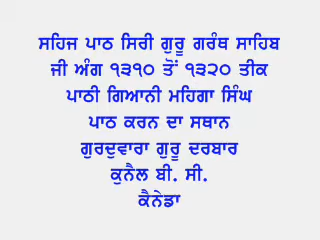 ਸਹਿਜ ਪਾਠ ਸਿਰੀ ਗੁਰੂ ਗਰੰਥ ਸਾਹਿਬ
ਜੀ ਅੰਗ ੧੩੧੦ ਤੋਂ ੧੩੨੦ ਤੀਕ
ਪਾਠੀ ਗਿਆਨੀ ਮਹਿਗਾ ਸਿੰਘ
ਪਾਠ ਕਰਨ ਦਾ ਸਥਾਨ
ਗੁਰਦੁਵਾਰਾ ਗੁਰੂ ਦਰਬਾਰ
ਕੁਨੈਲ ਬੀ. ਸੀ.
ਕੈਨੇਡਾ